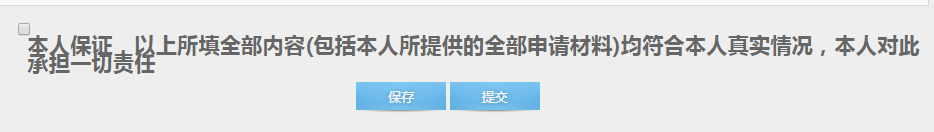 本人保证，以上所填全部内容(包括本人所提供的全部申请材料)均符合本人真实情况，本人对此
承担一切责任
保存 提交